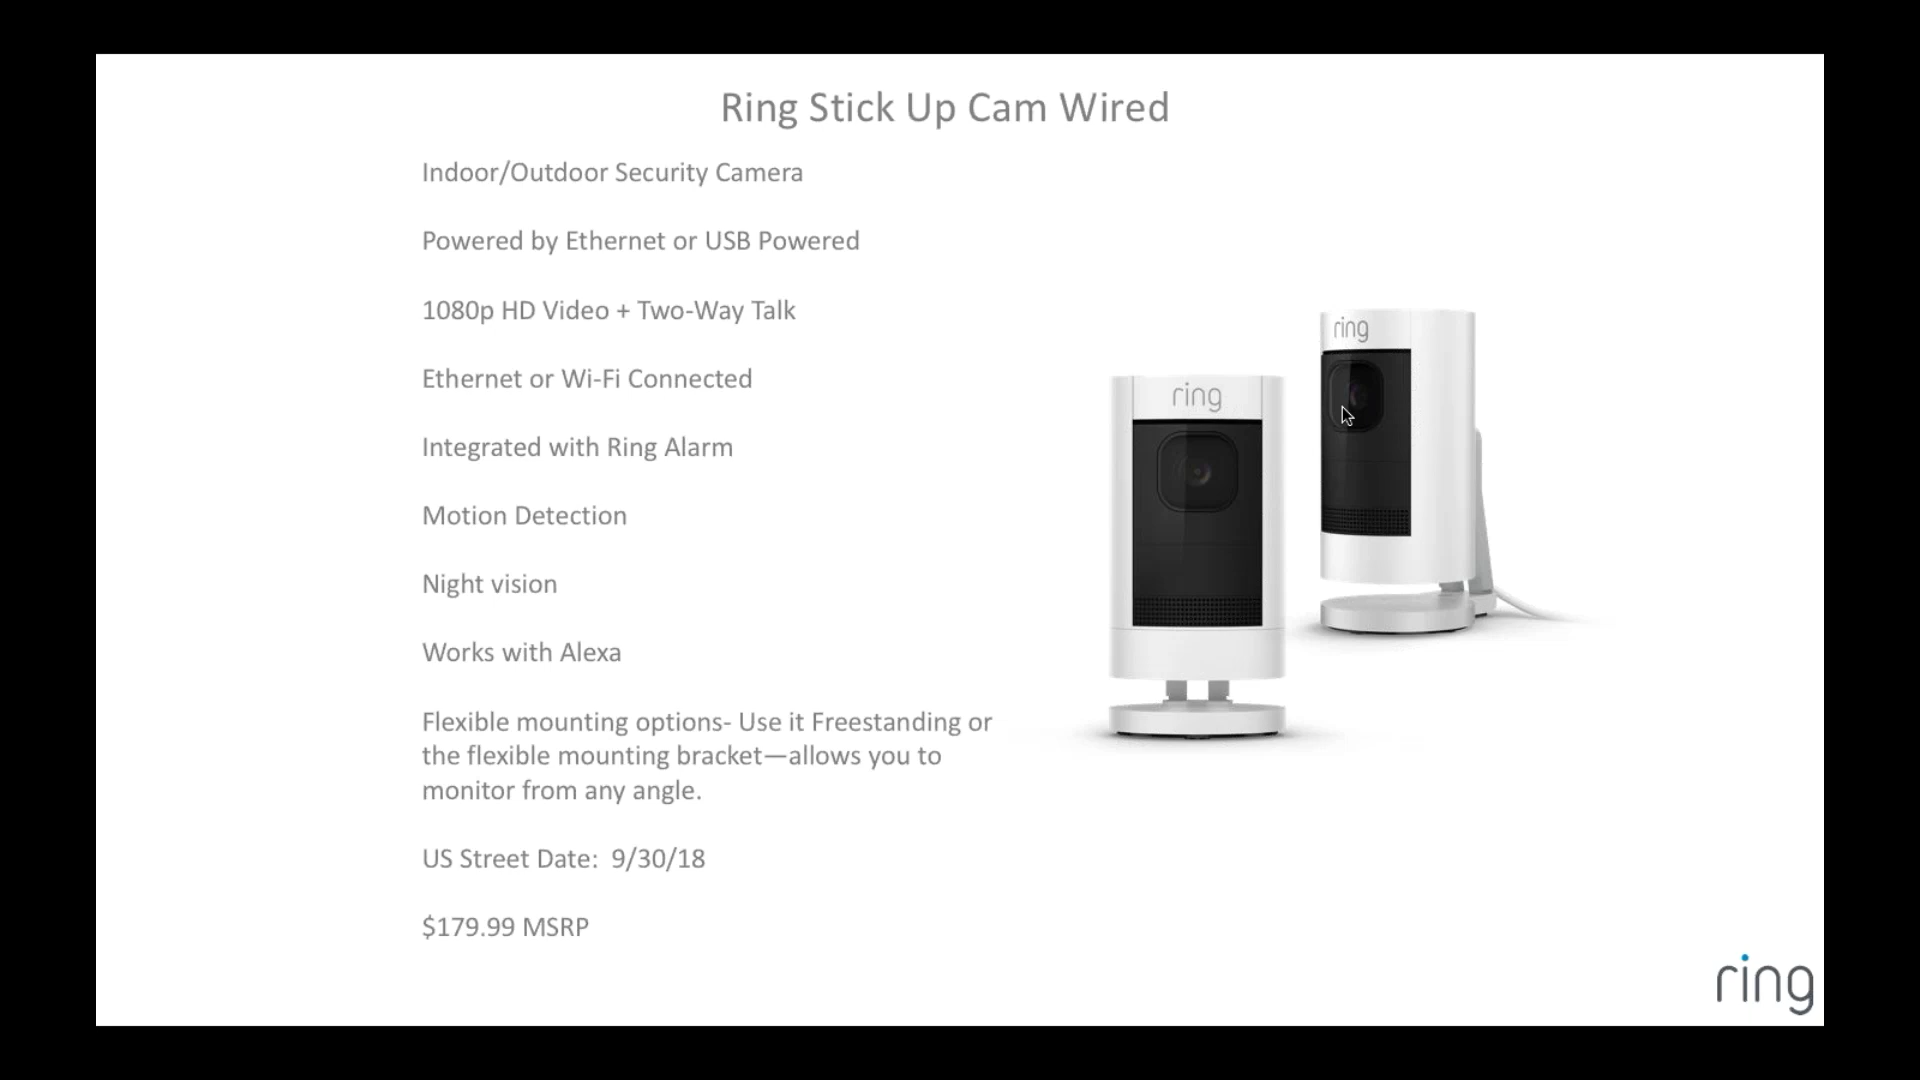 Ring Stick Up Cam Wired
Indoor/Outdoor Security Camera
Powered by Ethernet or USB Powered
1080p HD Video + Two-Way Talk
Ethernet or Wi-Fi Connected
Integrated with Ring Alarm
Motion Detection
Night vision
Works with Alexa
Flexible mounting options- Use it Freestanding or
the flexible mounting bracket—allows you to
monitor from any angle.
US Street Date:  9/30/18
$179.99 MSRP
ring
ring
ring